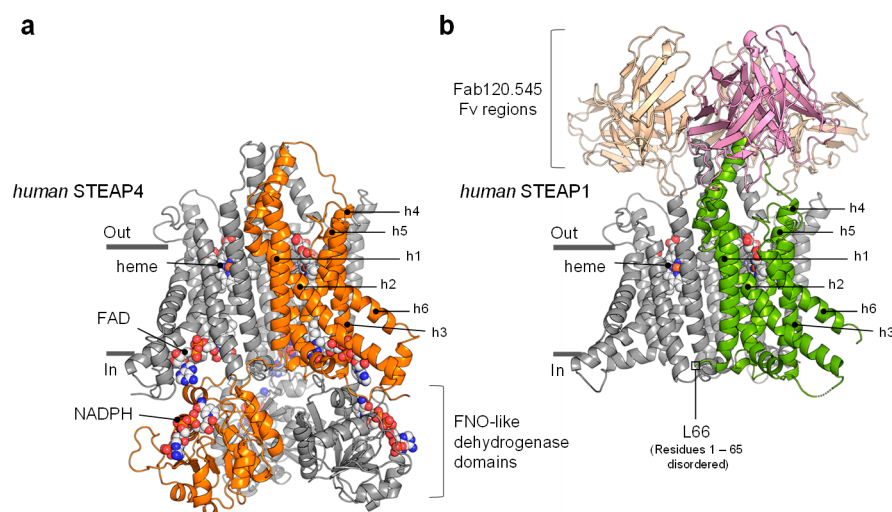 a
human STEAP4
Out
heme
FAD
In
NADPH
h4
h5
h1
h2
h6
h3
FNO-like
dehydrogenase
domains
b
Fab120.545
Fv regions
human STEAP1
Out
heme
In
h4
h5
h1
h2
h6
h3
L66
(Residues 1 – 65
disordered)